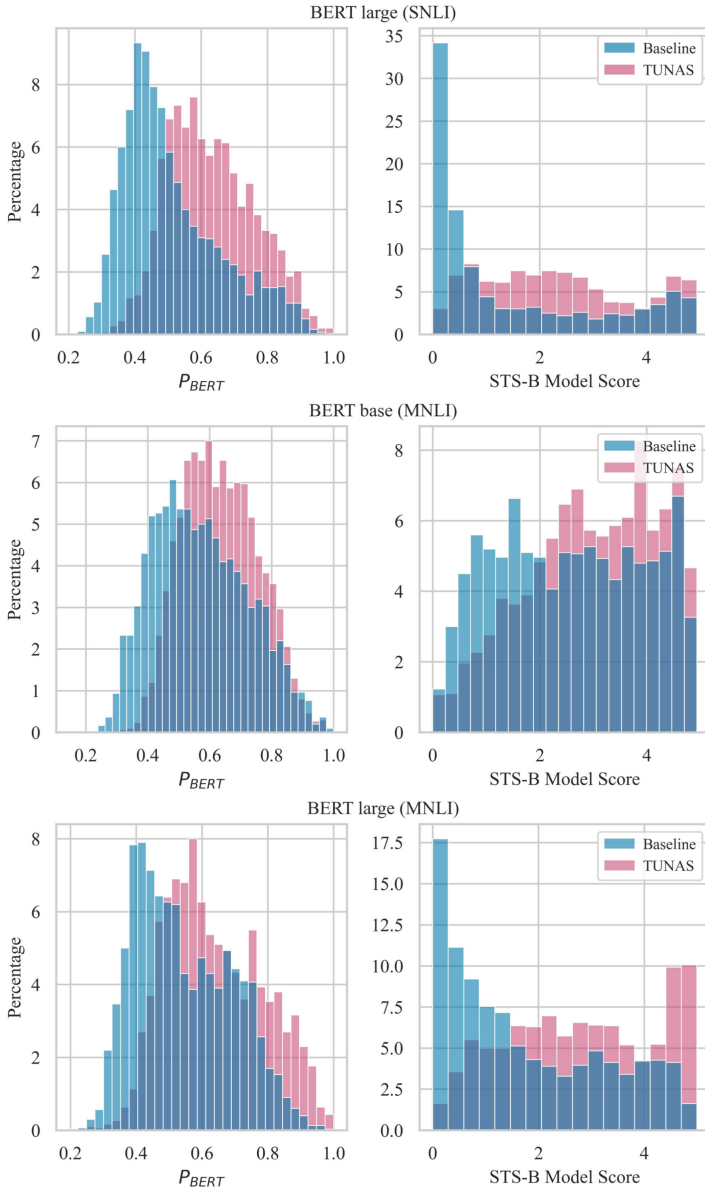 BERT large (SNLI)
Percentage
8
6
4
2
0
0.2 0.4 0.6 0.8 1.0
P_BERT
35
30
25
20
15
10
5
0
0 2 4
STS-B Model Score
Baseline
TUNAS
BERT base (MNLI)
Percentage
7
6
5
4
3
2
1
0
0.2 0.4 0.6 0.8 1.0
P_BERT
8
6
4
2
0
0 2 4
STS-B Model Score
Baseline
TUNAS
BERT large (MNLI)
Percentage
8
6
4
2
0
0.2 0.4 0.6 0.8 1.0
P_BERT
17.5
15.0
12.5
10.0
7.5
5.0
2.5
0.0
0 2 4
STS-B Model Score
Baseline
TUNAS